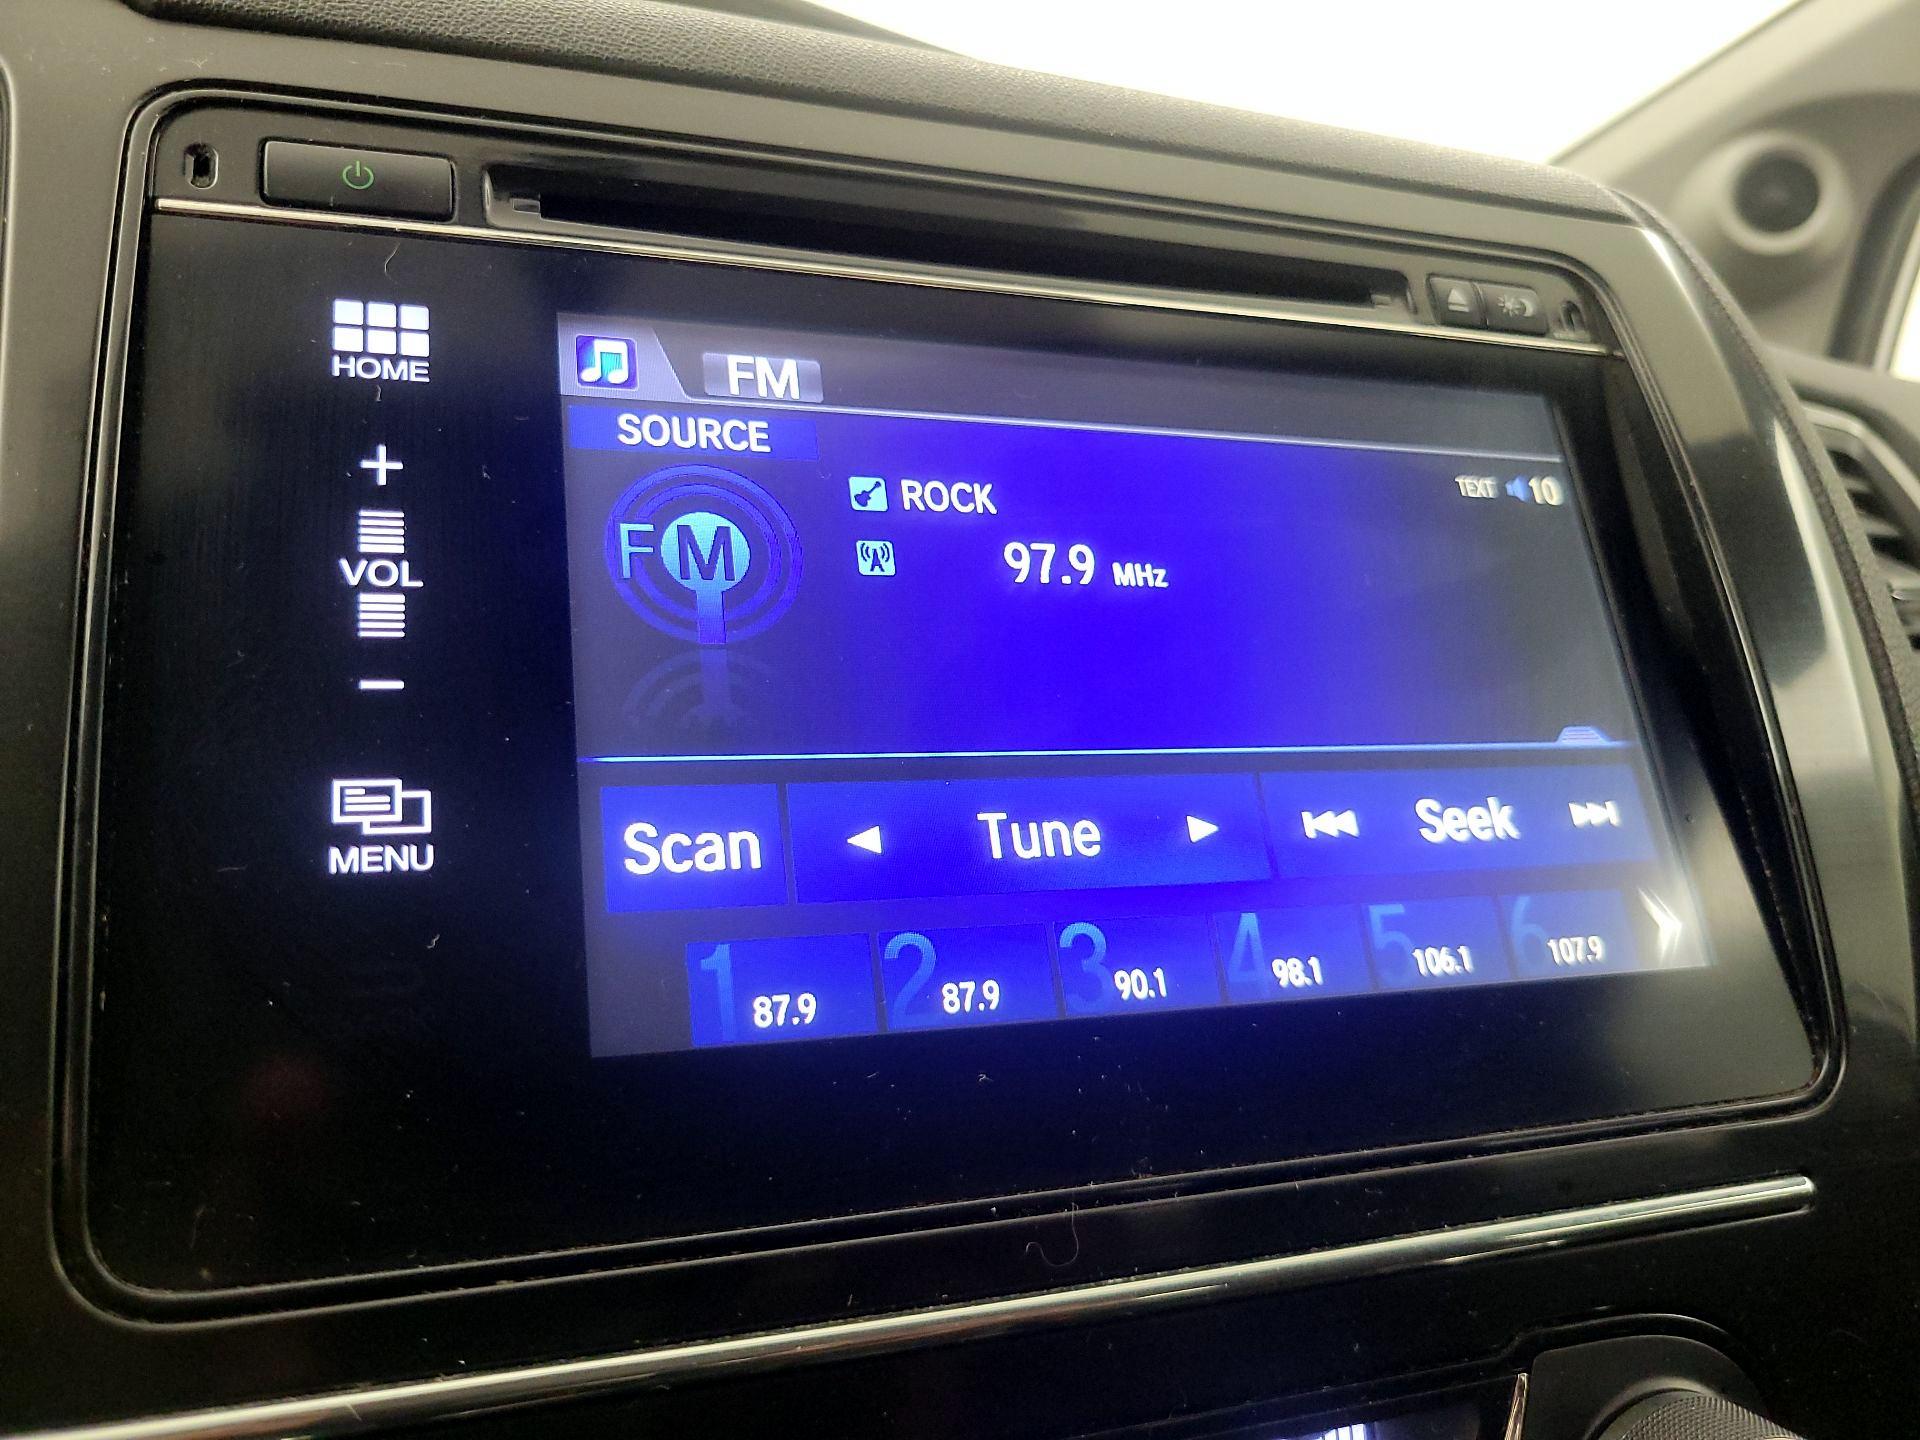 HOME
+
VOL
−
MENU
FM
SOURCE
FM
ROCK
TEXT 10
97.9 MHz
Scan Tune Seek
1 87.9 2 87.9 3 90.1 4 98.1 5 106.1 6 107.9